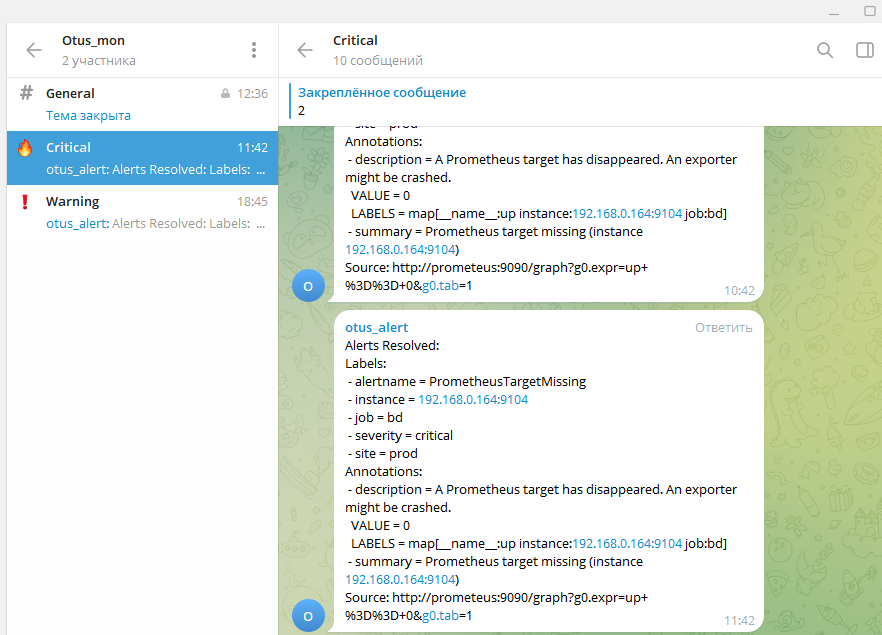 Otus_mon
2 участника
# General 12:36
Тема закрыта
Critical 11:42
otus_alert: Alerts Resolved: Labels: ...
Warning 18:45
otus_alert: Alerts Resolved: Labels: ...
Critical
10 сообщений
Закреплённое сообщение
2
- site = prod
Annotations:
- description = A Prometheus target has disappeared. An exporter
might be crashed.
VALUE = 0
LABELS = map[__name__:up instance:192.168.0.164:9104 job:bd]
- summary = Prometheus target missing (instance
192.168.0.164:9104)
Source: http://prometeus:9090/graph?g0.expr=up+
%3D%3D+0&g0.tab=1
10:42
O
otus_alert Ответить
Alerts Resolved:
Labels:
- alertname = PrometheusTargetMissing
- instance = 192.168.0.164:9104
- job = bd
- severity = critical
- site = prod
Annotations:
- description = A Prometheus target has disappeared. An exporter
might be crashed.
VALUE = 0
LABELS = map[__name__:up instance:192.168.0.164:9104 job:bd]
- summary = Prometheus target missing (instance
192.168.0.164:9104)
Source: http://prometeus:9090/graph?g0.expr=up+
%3D%3D+0&g0.tab=1
11:42
O